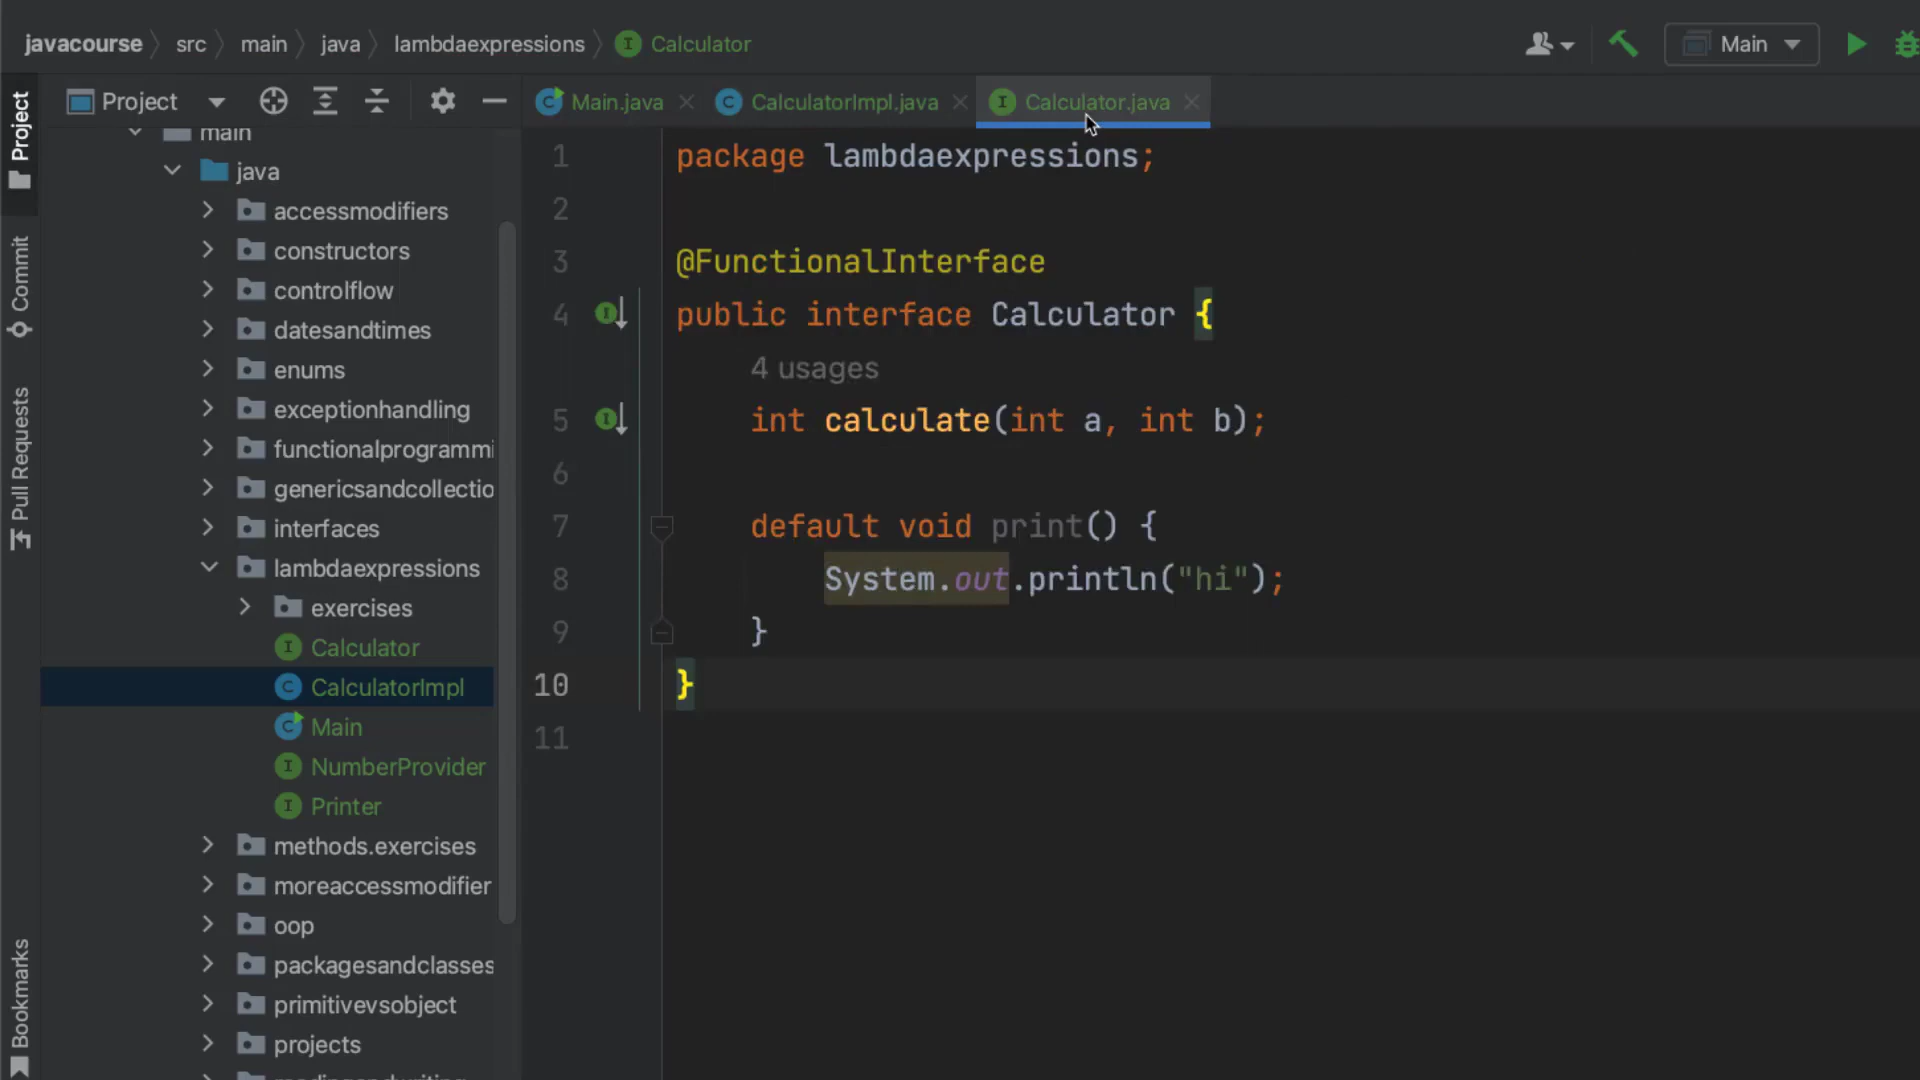 javacourse src main java lambdaexpressions Calculator
Main
Project
Main.java CalculatorImpl.java Calculator.java
Project
Commit
Pull Requests
Bookmarks
main
java
accessmodifiers
constructors
controlflow
datesandtimes
enums
exceptionhandling
functionalprogrammi
genericsandcollectio
interfaces
lambdaexpressions
exercises
Calculator
CalculatorImpl
Main
NumberProvider
Printer
methods.exercises
moreaccessmodifier
oop
packagesandclasses
primitivevsobject
projects
1 package lambdaexpressions;
2
3 @FunctionalInterface
4 public interface Calculator {
4 usages
5 int calculate(int a, int b);
6
7 default void print() {
8 System.out.println("hi");
9 }
10 }
11